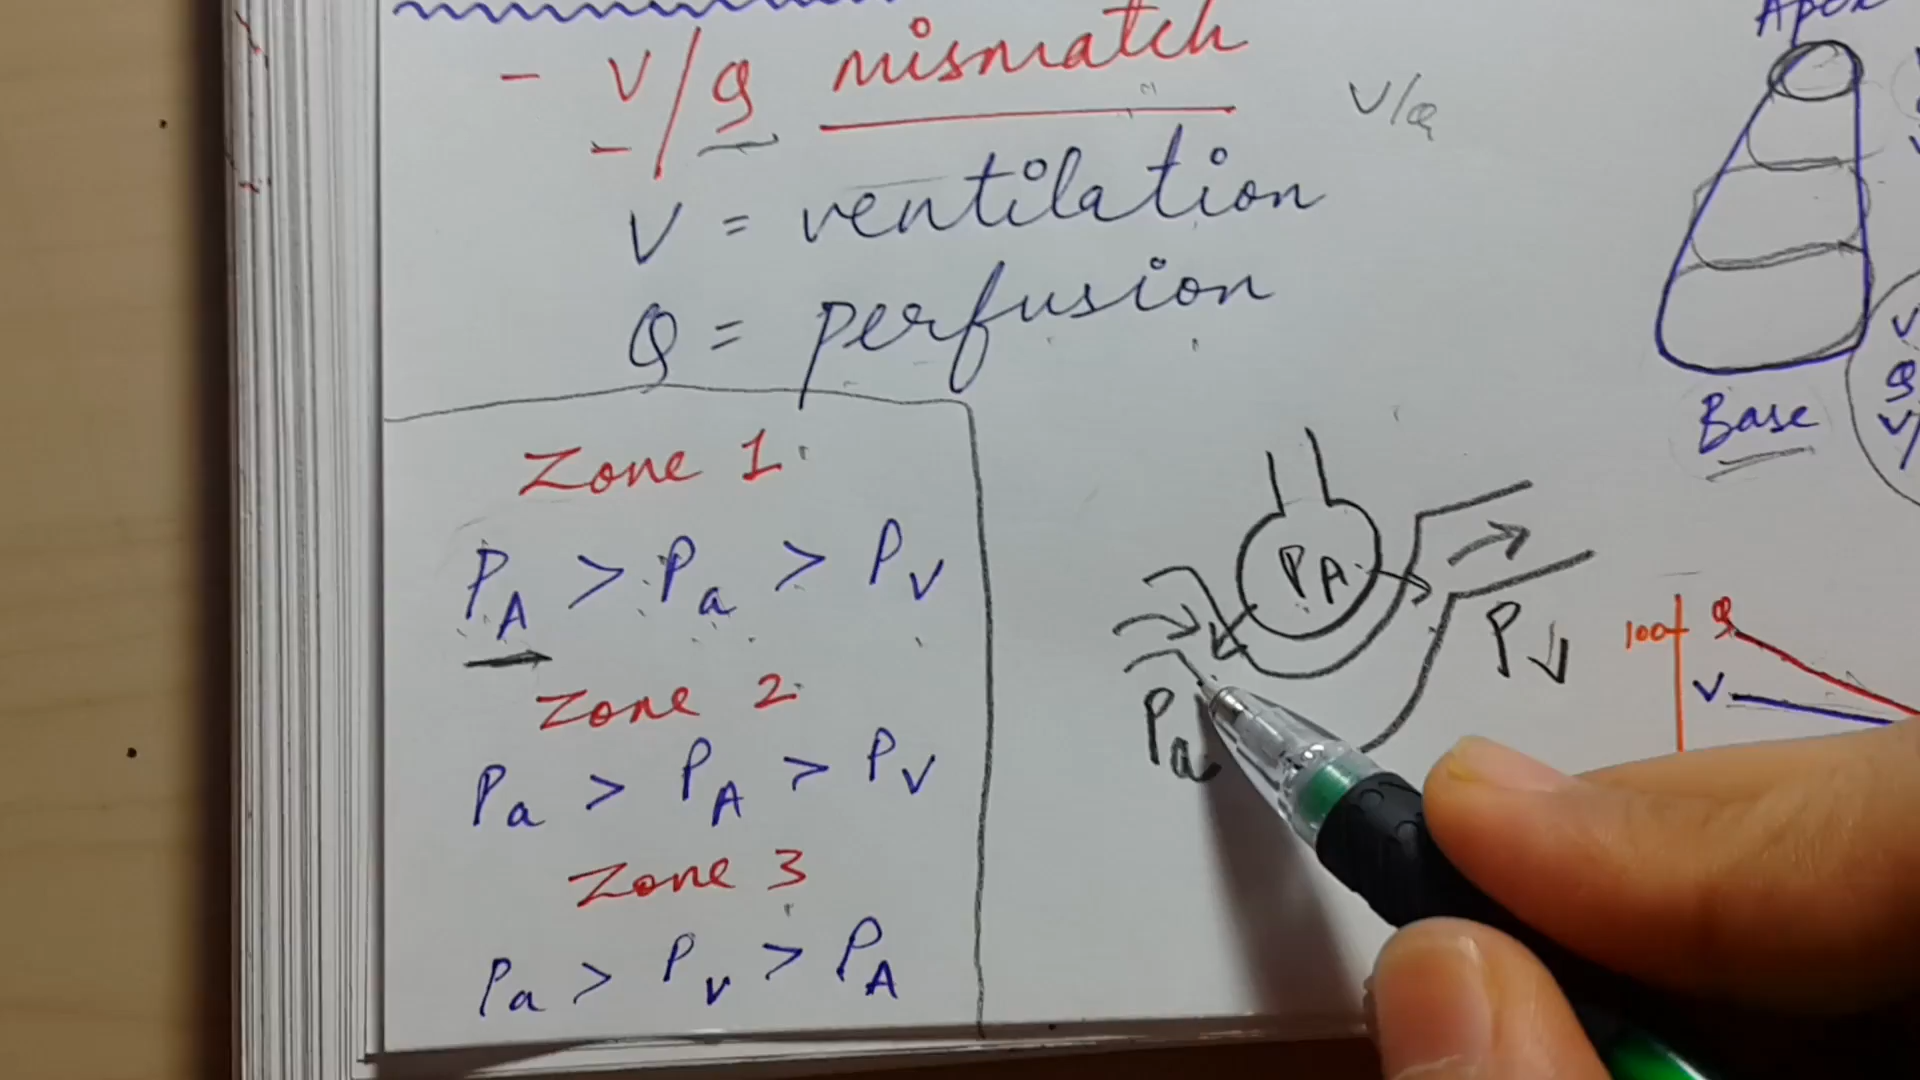 - V/Q mismatch
V/Q
V = ventilation
Q = perfusion
Zone 1
PA > Pa > PV
Zone 2
Pa > PA > PV
Zone 3
Pa > Pv > PA
PA
Pa
PV
Apex
Base
V
Q
V/
100
Q
V